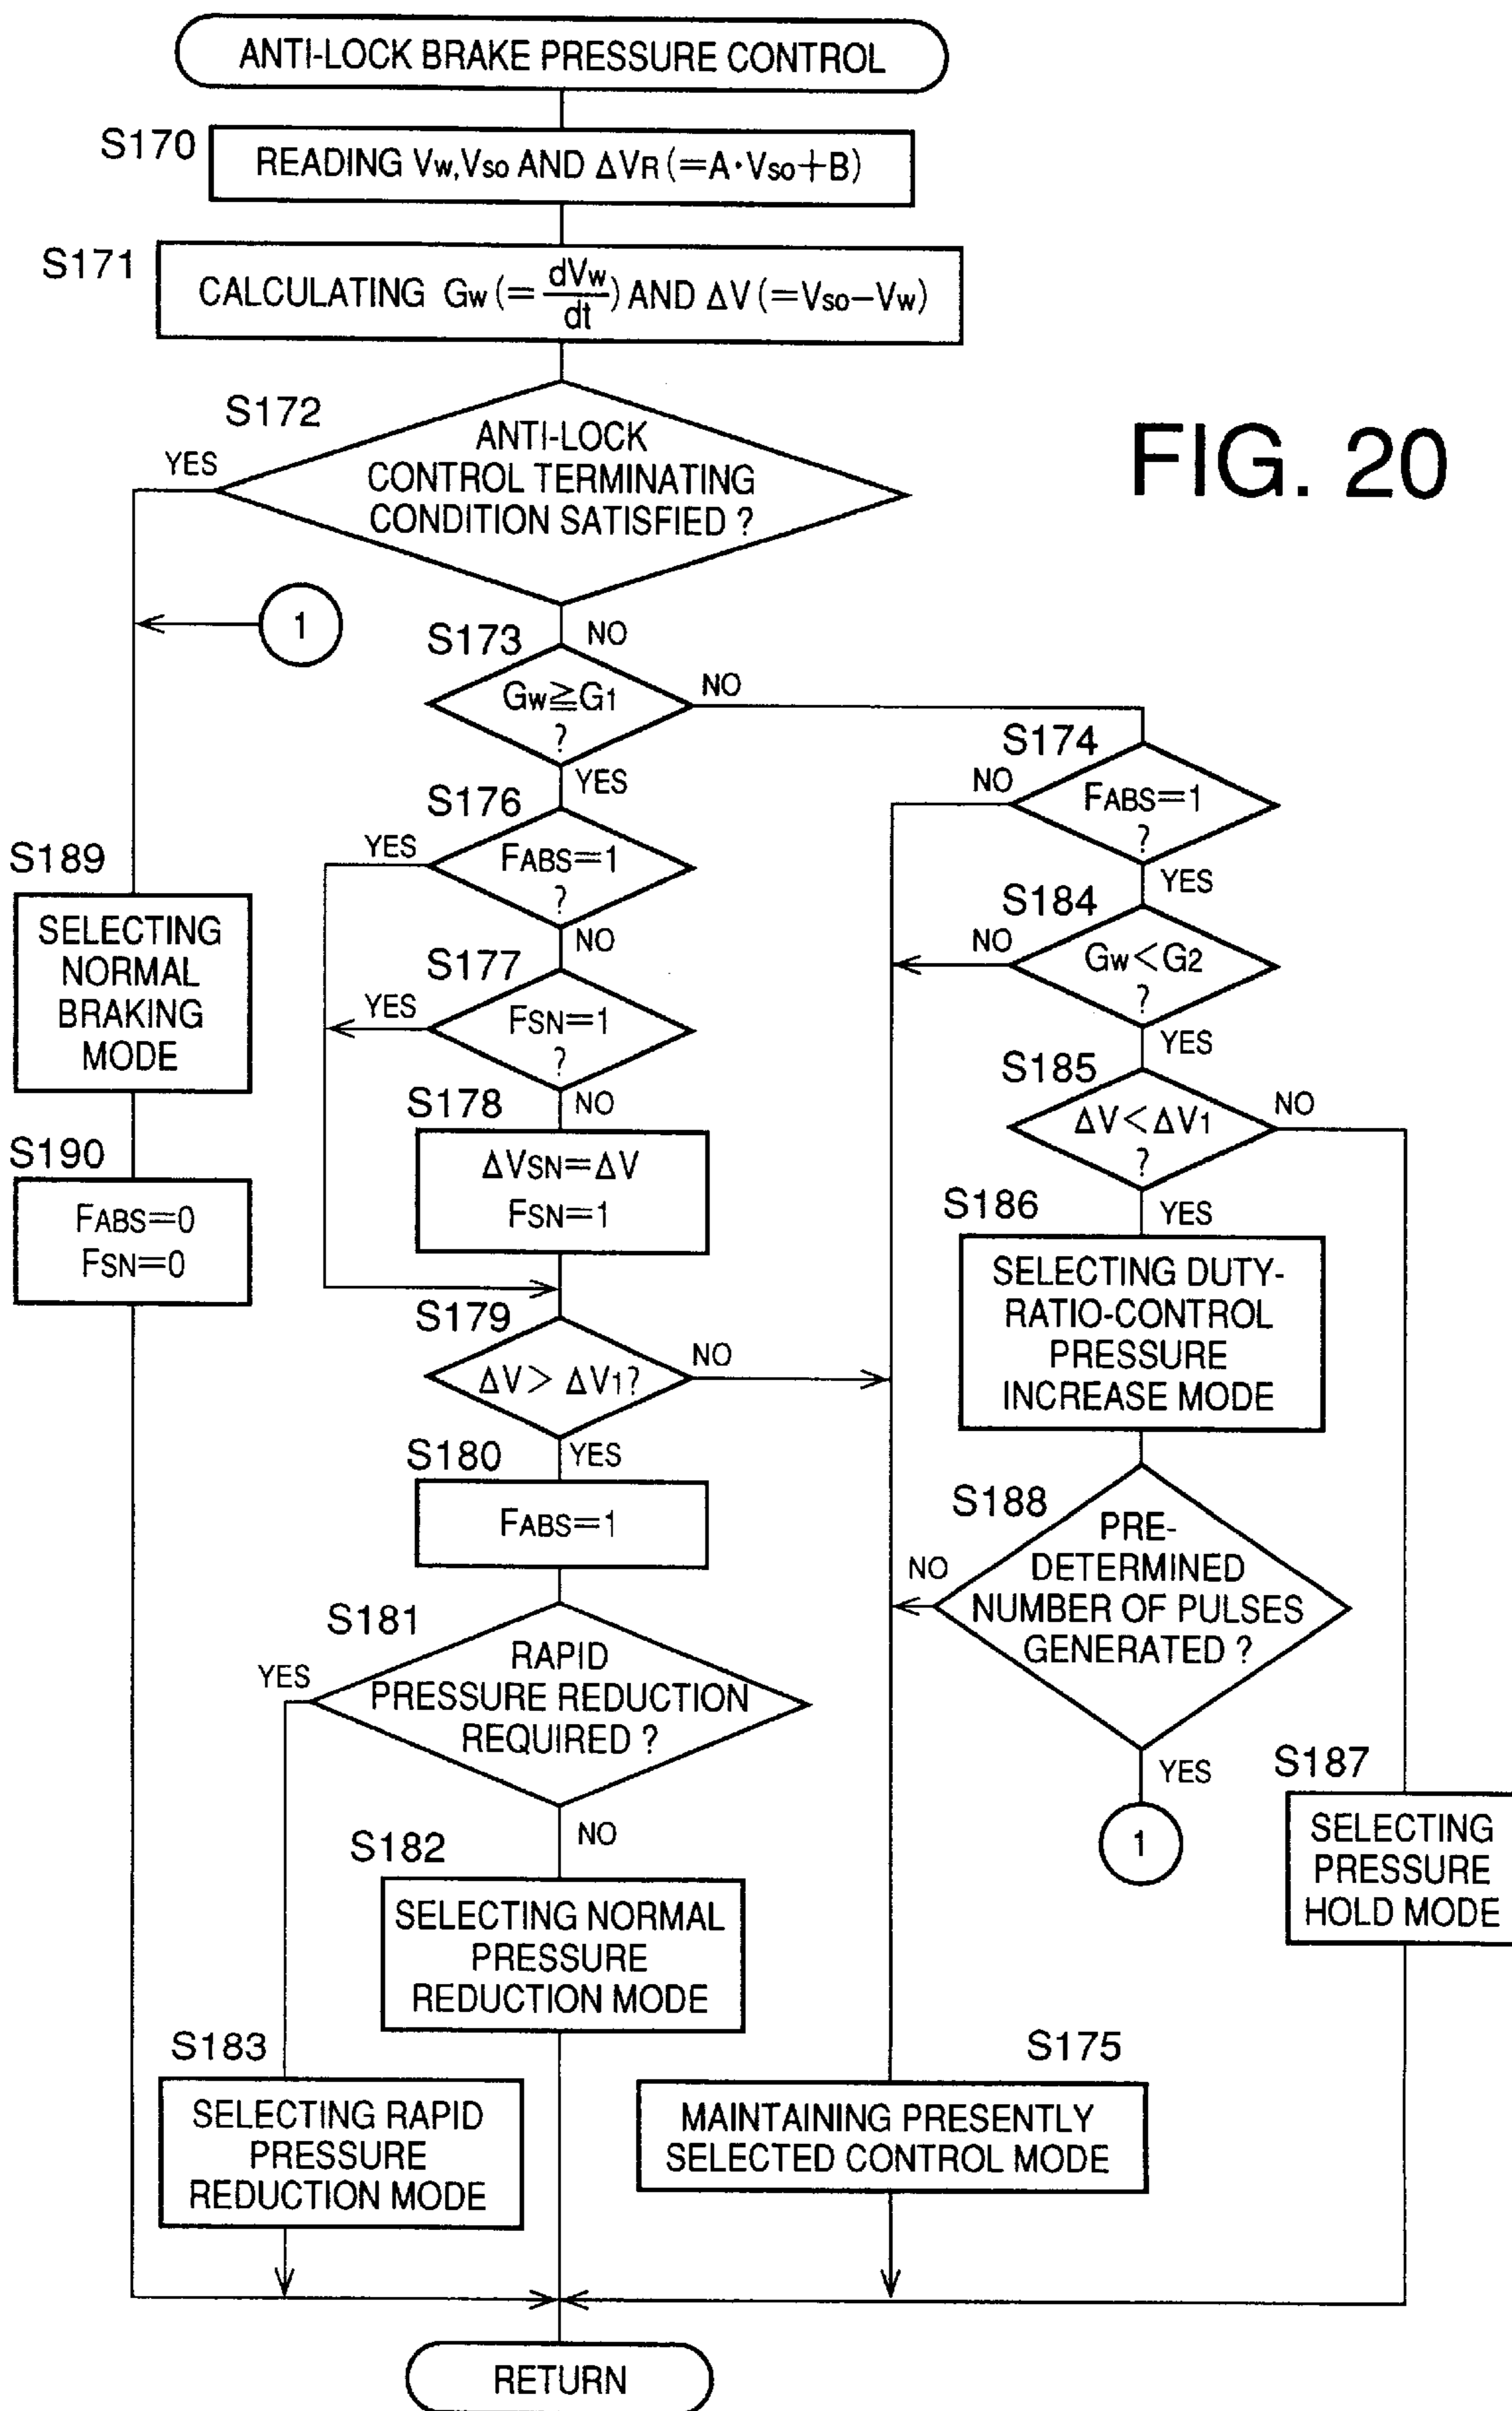 ANTI-LOCK BRAKE PRESSURE CONTROL
S170
READING Vw,Vso AND ΔVR(=A·Vso+B)
S171
CALCULATING Gw(=dVw/dt) AND ΔV(=Vso−Vw)
FIG. 20
S172
ANTI-LOCK
CONTROL TERMINATING
CONDITION SATISFIED ?
YES
1
NO
S173
Gw≧G1
?
NO
YES
S174
FABS=1
?
NO
YES
S176
FABS=1
?
YES
NO
S184
Gw<G2
?
NO
YES
S189
SELECTING
NORMAL
BRAKING
MODE
S177
FSN=1
?
YES
NO
S185
ΔV<ΔV1
?
NO
YES
S190
FABS=0
FSN=0
S178
ΔVSN=ΔV
FSN=1
S186
SELECTING DUTY-
RATIO-CONTROL
PRESSURE
INCREASE MODE
S179
ΔV> ΔV1?
NO
YES
S180
FABS=1
S188
PRE-
DETERMINED
NUMBER OF PULSES
GENERATED ?
NO
YES
1
S181
RAPID
PRESSURE REDUCTION
REQUIRED ?
YES
NO
S187
SELECTING
PRESSURE
HOLD MODE
S182
SELECTING NORMAL
PRESSURE
REDUCTION MODE
S183
SELECTING RAPID
PRESSURE
REDUCTION MODE
S175
MAINTAINING PRESENTLY
SELECTED CONTROL MODE
RETURN